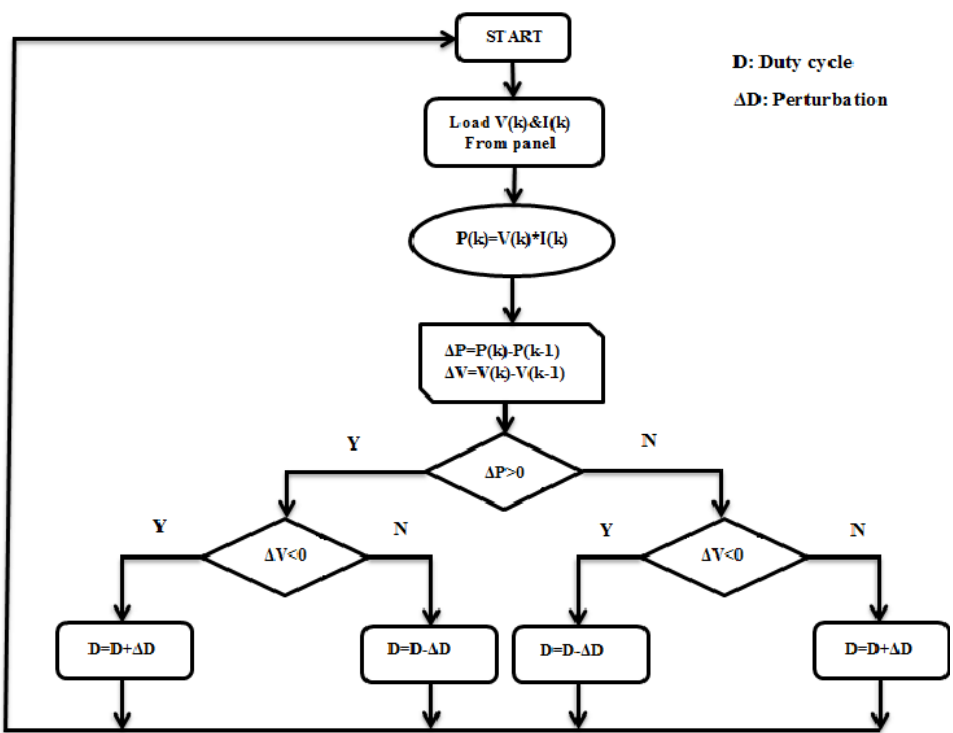 START
D: Duty cycle
ΔD: Perturbation
Load V(k)&I(k)
From panel
P(k)=V(k)*I(k)
ΔP=P(k)-P(k-1)
ΔV=V(k)-V(k-1)
Y
N
ΔP>0
Y
N
Y
N
ΔV<0
ΔV<0
D=D+ΔD
D=D-ΔD
D=D-ΔD
D=D+ΔD